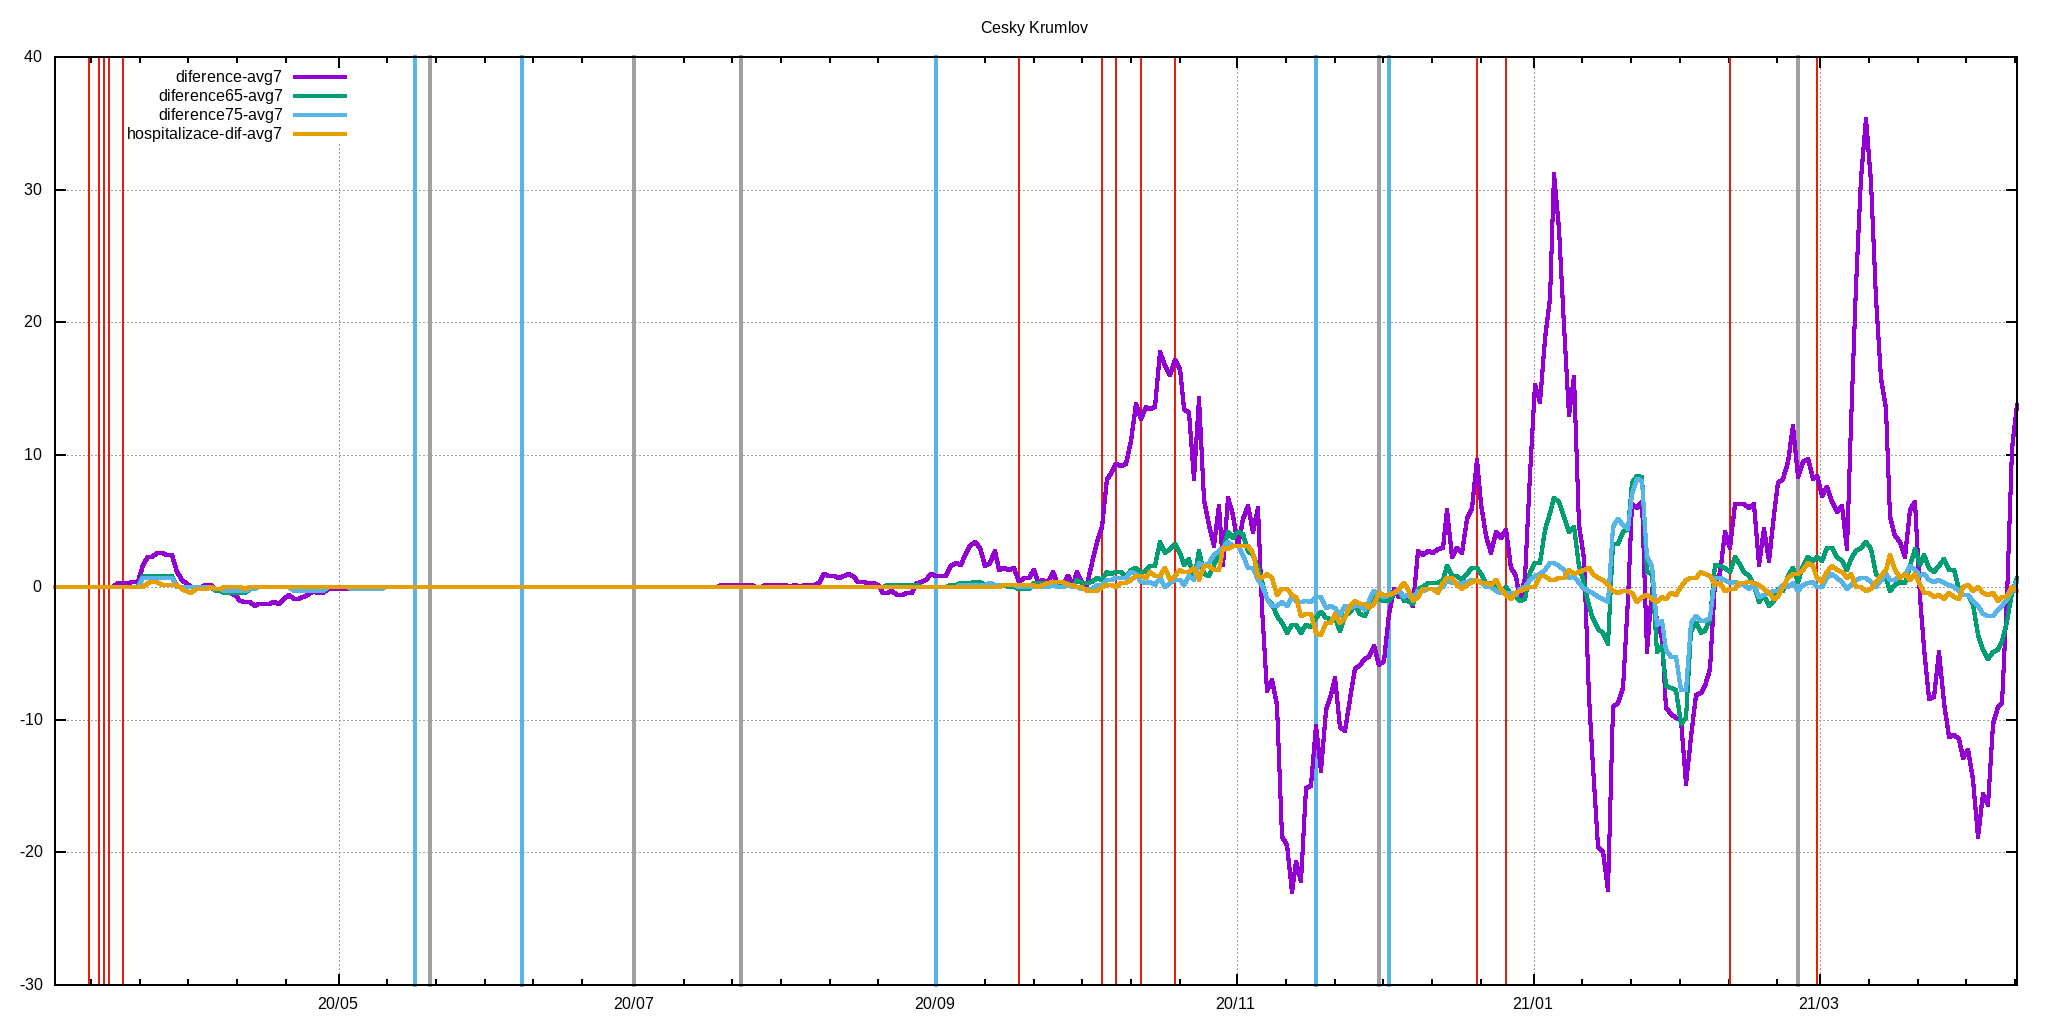 Cesky Krumlov
40
30
20
10
0
-10
-20
-30
diference-avg7
diference65-avg7
diference75-avg7
hospitalizace-dif-avg7
20/05
20/07
20/09
20/11
21/01
21/03